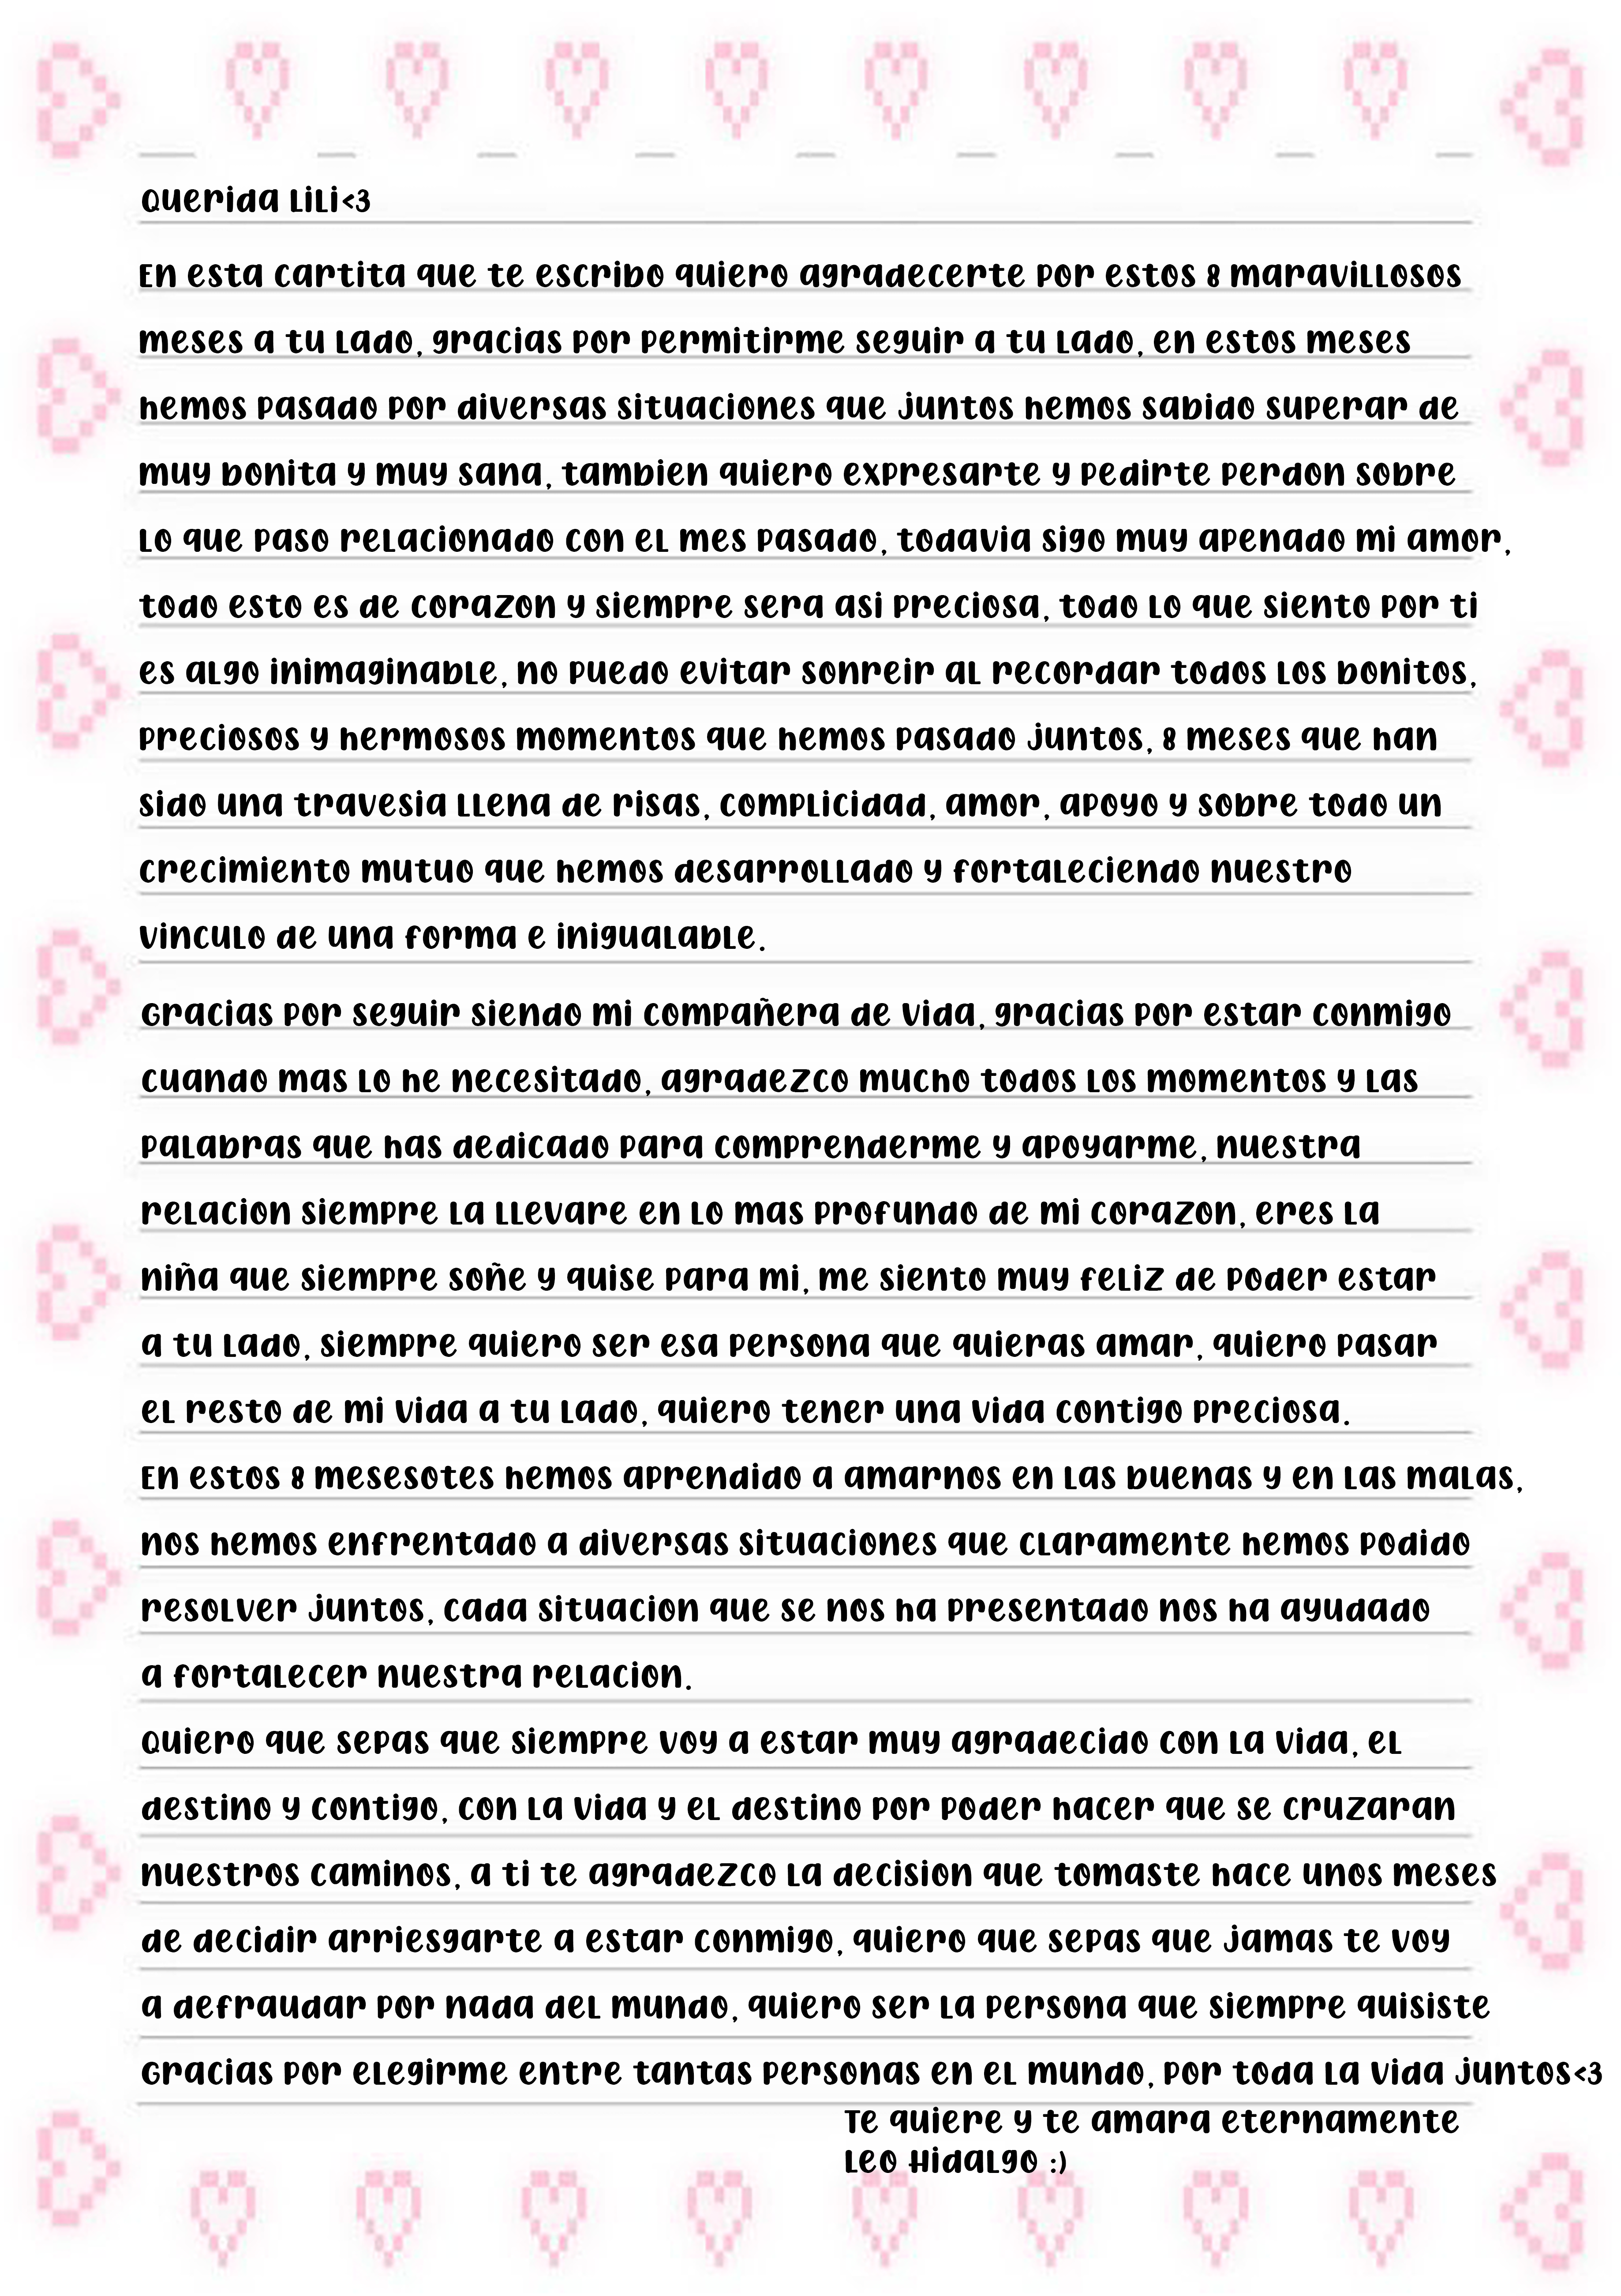 Querida Lili<3
En esta cartita que te escribo quiero agradecerte por estos 8 maravillosos
meses a tu lado, gracias por permitirme seguir a tu lado, en estos meses
hemos pasado por diversas situaciones que juntos hemos sabido superar de
muy bonita y muy sana, tambien quiero expresarte y pedirte perdon sobre
lo que paso relacionado con el mes pasado, todavia sigo muy apenado mi amor,
todo esto es de corazon y siempre sera asi preciosa, todo lo que siento por ti
es algo inimaginable, no puedo evitar sonreir al recordar todos los bonitos,
preciosos y hermosos momentos que hemos pasado juntos, 8 meses que han
sido una travesia llena de risas, complicidad, amor, apoyo y sobre todo un
crecimiento mutuo que hemos desarrollado y fortaleciendo nuestro
vinculo de una forma e inigualable.
Gracias por seguir siendo mi compañera de vida, gracias por estar conmigo
cuando mas lo he necesitado, agradezco mucho todos los momentos y las
palabras que has dedicado para comprenderme y apoyarme, nuestra
relacion siempre la llevare en lo mas profundo de mi corazon, eres la
niña que siempre soñe y quise para mi, me siento muy feliz de poder estar
a tu lado, siempre quiero ser esa persona que quieras amar, quiero pasar
el resto de mi vida a tu lado, quiero tener una vida contigo preciosa.
En estos 8 mesesotes hemos aprendido a amarnos en las buenas y en las malas,
nos hemos enfrentado a diversas situaciones que claramente hemos podido
resolver juntos, cada situacion que se nos ha presentado nos ha ayudado
a fortalecer nuestra relacion.
Quiero que sepas que siempre voy a estar muy agradecido con la vida, el
destino y contigo, con la vida y el destino por poder hacer que se cruzaran
nuestros caminos, a ti te agradezco la decision que tomaste hace unos meses
de decidir arriesgarte a estar conmigo, quiero que sepas que jamas te voy
a defraudar por nada del mundo, quiero ser la persona que siempre quisiste
Gracias por elegirme entre tantas personas en el mundo, por toda la vida juntos<3
Te quiere y te amara eternamente
Leo Hidalgo :)